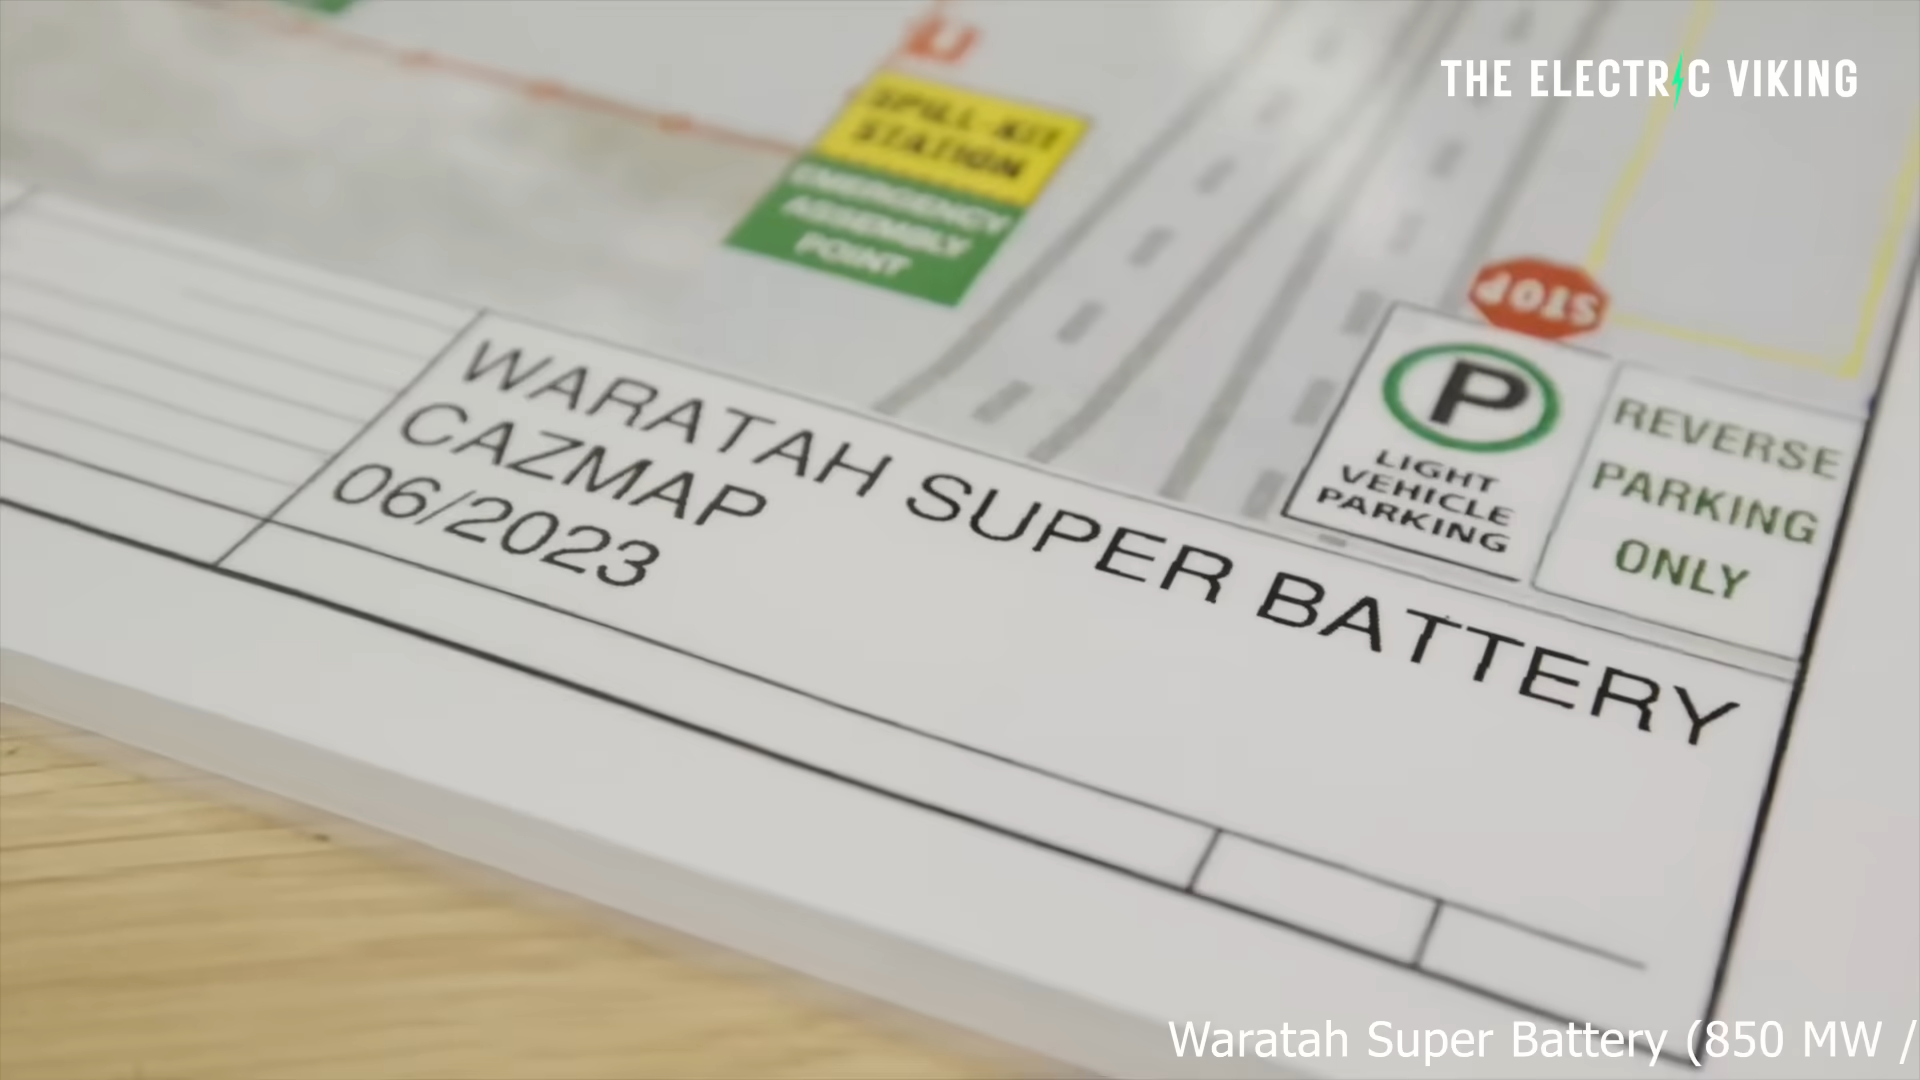 THE ELECTRIC VIKING
SPILL KIT
STATION
EMERGENCY
ASSEMBLY
POINT
STOP
P
LIGHT
VEHICLE
PARKING
REVERSE
PARKING
ONLY
WARATAH SUPER BATTERY
CAZMAP
06/2023
Waratah Super Battery (850 MW /